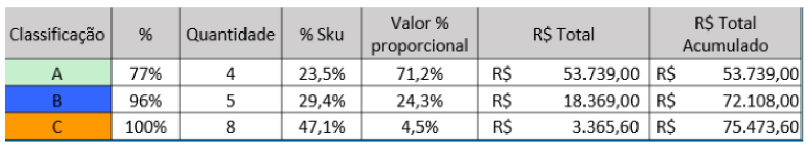 Classificação % Quantidade % Sku Valor % proporcional R$ Total R$ Total Acumulado
A 77% 4 23,5% 71,2% R$ 53.739,00 R$ 53.739,00
B 96% 5 29,4% 24,3% R$ 18.369,00 R$ 72.108,00
C 100% 8 47,1% 4,5% R$ 3.365,60 R$ 75.473,60